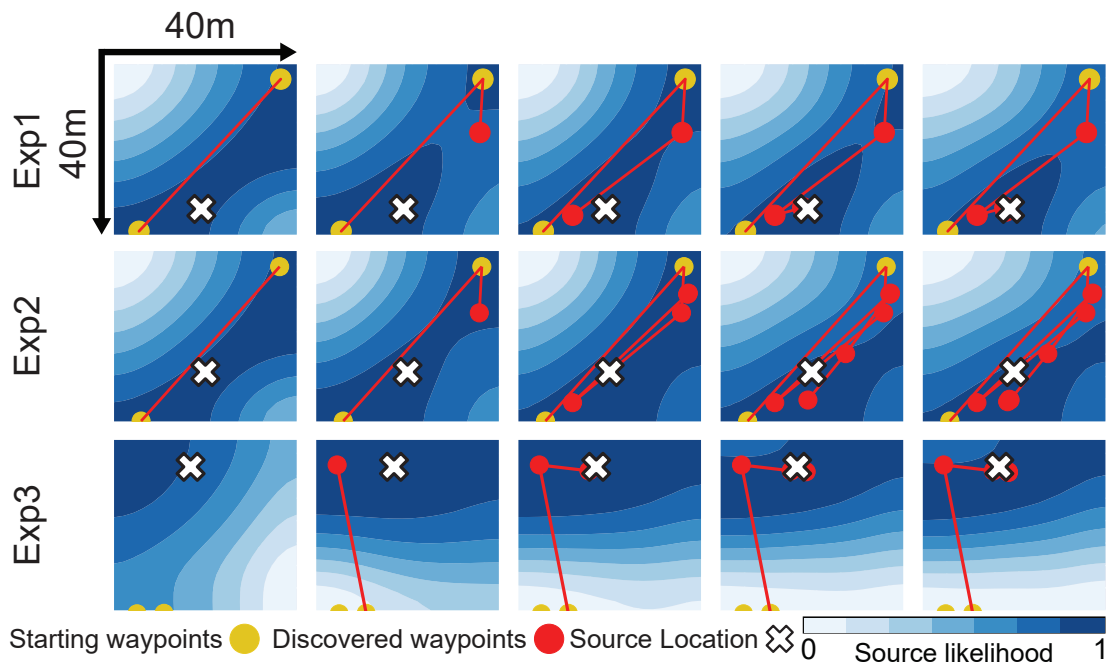 40m
40m
Exp1
Exp2
Exp3
Starting waypoints Discovered waypoints Source Location 0 1
Source likelihood